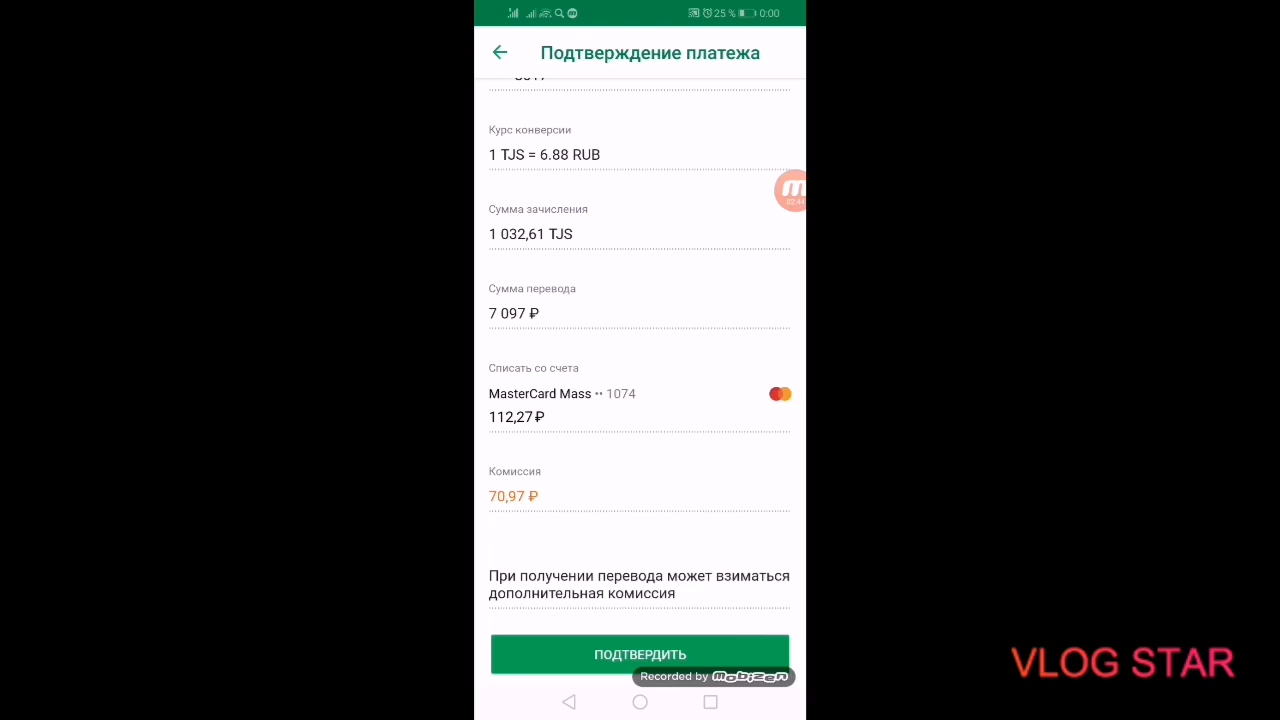 25 % 0:00
Подтверждение платежа
Курс конверсии
1 TJS = 6.88 RUB
02:44
Сумма зачисления
1 032,61 TJS
Сумма перевода
7 097 ₽
Списать со счета
MasterCard Mass •• 1074
112,27 ₽
Комиссия
70,97 ₽
При получении перевода может взиматься
дополнительная комиссия
ПОДТВЕРДИТЬ
Recorded by mobizen
VLOG STAR